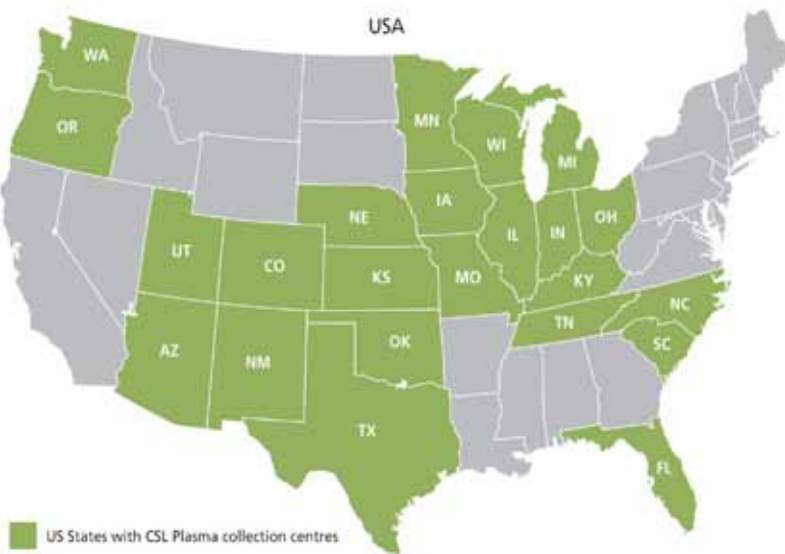 USA
WA
OR
MN
WI
MI
IA
NE
IL
IN
OH
UT
CO
KS
MO
KY
NC
TN
SC
AZ
NM
OK
TX
FL
US States with CSL Plasma collection centres